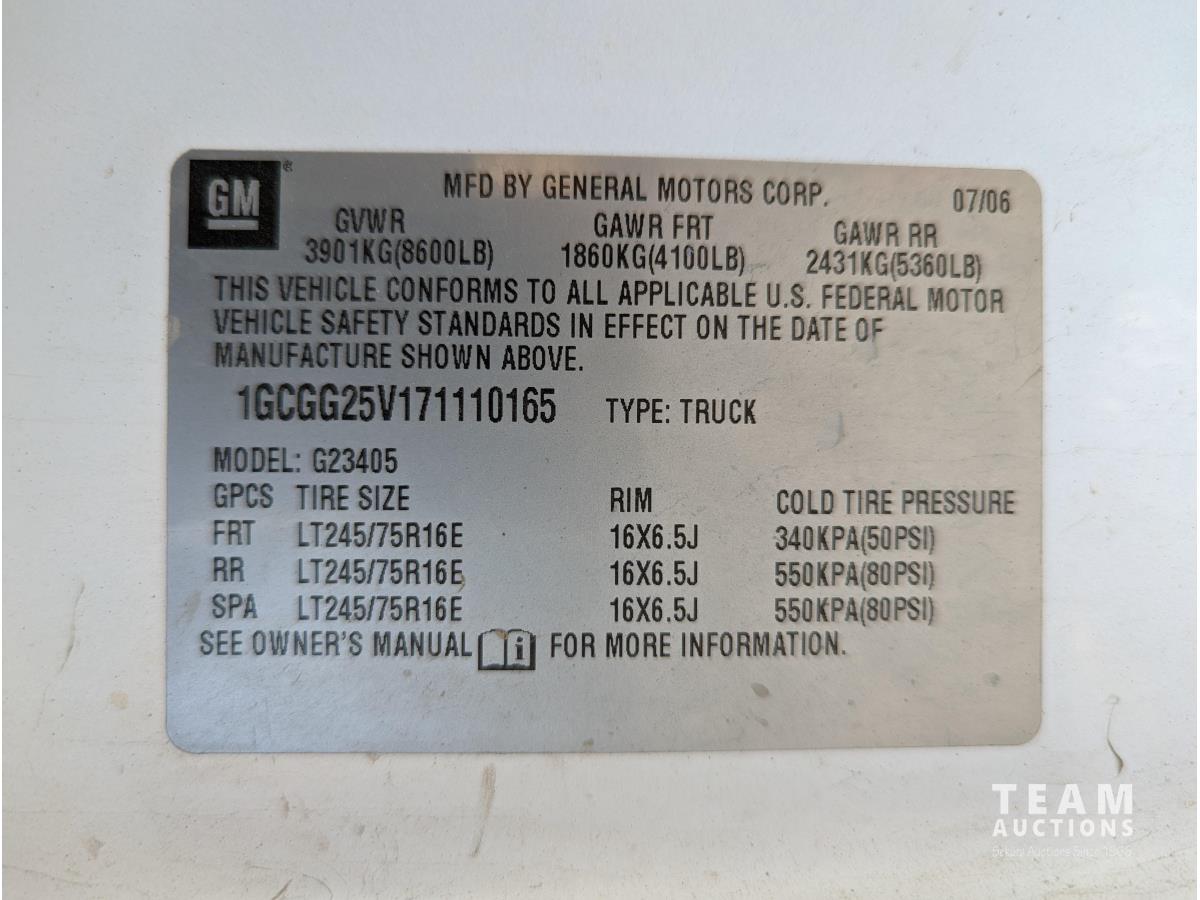 GM ®
MFD BY GENERAL MOTORS CORP. 07/06
GVWR GAWR FRT GAWR RR
3901KG(8600LB) 1860KG(4100LB) 2431KG(5360LB)
THIS VEHICLE CONFORMS TO ALL APPLICABLE U.S. FEDERAL MOTOR
VEHICLE SAFETY STANDARDS IN EFFECT ON THE DATE OF
MANUFACTURE SHOWN ABOVE.
1GCGG25V171110165 TYPE: TRUCK
MODEL: G23405
GPCS TIRE SIZE RIM COLD TIRE PRESSURE
FRT LT245/75R16E 16X6.5J 340KPA(50PSI)
RR LT245/75R16E 16X6.5J 550KPA(80PSI)
SPA LT245/75R16E 16X6.5J 550KPA(80PSI)
SEE OWNER'S MANUAL i FOR MORE INFORMATION.
TEAM
AUCTIONS
Auctions Since